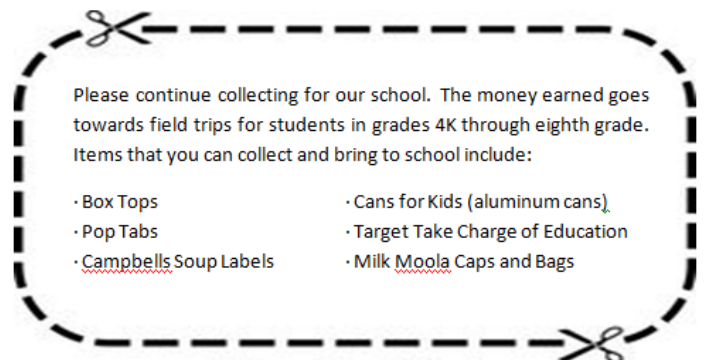 Please continue collecting for our school. The money earned goes
towards field trips for students in grades 4K through eighth grade.
Items that you can collect and bring to school include:
· Box Tops
· Pop Tabs
· Campbells Soup Labels
· Cans for Kids (aluminum cans)
· Target Take Charge of Education
· Milk Moola Caps and Bags